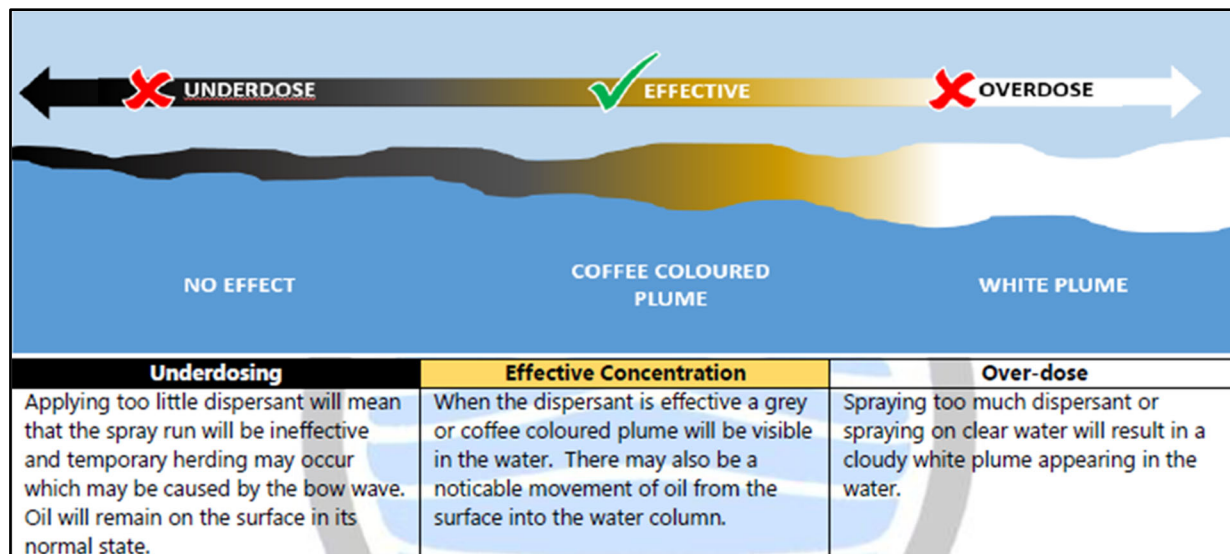 UNDERDOSE
EFFECTIVE
OVERDOSE
NO EFFECT
COFFEE COLOURED
PLUME
WHITE PLUME
Underdosing
Applying too little dispersant will mean
that the spray run will be ineffective
and temporary herding may occur
which may be caused by the bow wave.
Oil will remain on the surface in its
normal state.
Effective Concentration
When the dispersant is effective a grey
or coffee coloured plume will be visible
in the water.  There may also be a
noticable movement of oil from the
surface into the water column.
Over-dose
Spraying too much dispersant or
spraying on clear water will result in a
cloudy white plume appearing in the
water.